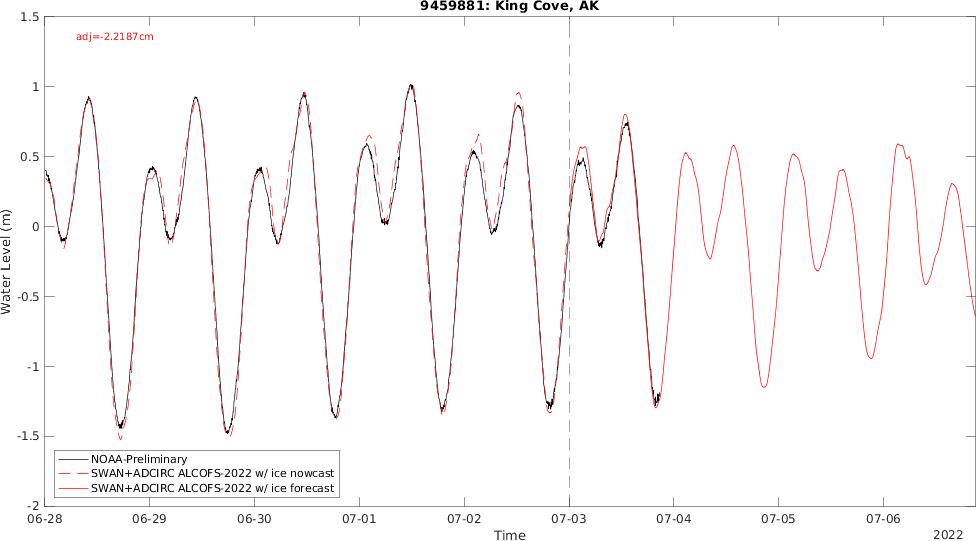 9459881: King Cove, AK
adj=-2.2187cm
1.5
1
0.5
0
-0.5
-1
-1.5
-2
Water Level (m)
NOAA-Preliminary
SWAN+ADCIRC ALCOFS-2022 w/ ice nowcast
SWAN+ADCIRC ALCOFS-2022 w/ ice forecast
06-28 06-29 06-30 07-01 07-02 07-03 07-04 07-05 07-06
Time
2022